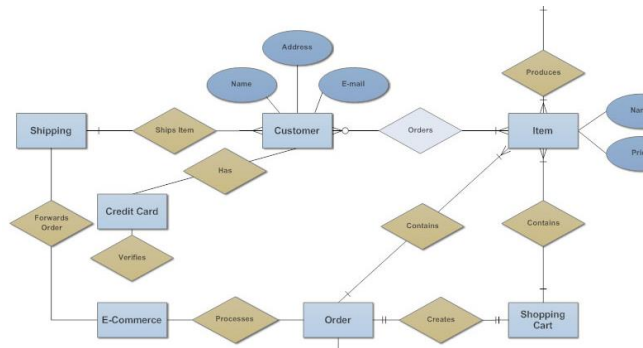 Address
Name
E-mail
Produces
Shipping
Ships Item
Customer
Orders
Item
Has
Credit Card
Forwards
Order
Contains
Contains
Verifies
E-Commerce
Processes
Order
Creates
Shopping
Cart